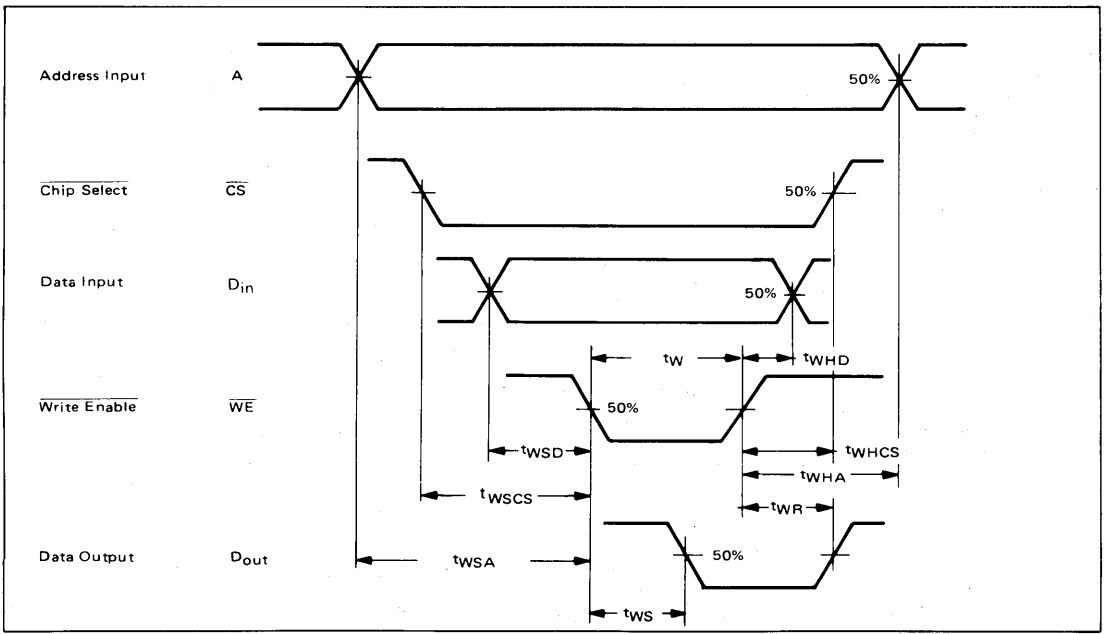 Address Input A 50%
Chip Select CS 50%
Data Input Din 50%
tW tWHD
Write Enable WE 50%
tWSD tWHCS
tWHA
tWSCS
tWR
Data Output Dout 50%
tWSA
tWS